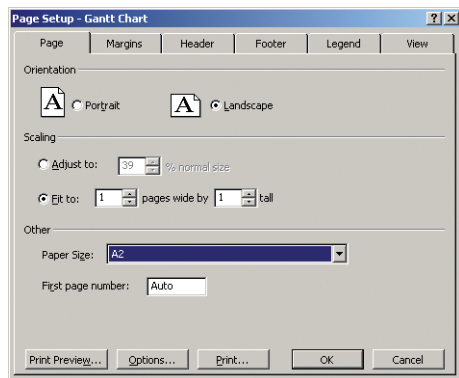 Page Setup - Gantt Chart
Page Margins Header Footer Legend View
Orientation
A Portrait A Landscape
Scaling
Adjust to: 39 % normal size
Fit to: 1 pages wide by 1 tall
Other
Paper Size: A2
First page number: Auto
Print Preview... Options... Print... OK Cancel